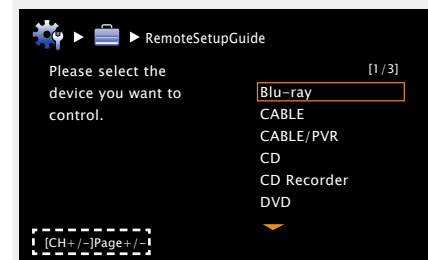 RemoteSetupGuide
Please select the
device you want to
control.
[1/3]
Blu-ray
CABLE
CABLE/PVR
CD
CD Recorder
DVD
[CH+/-]Page+/-